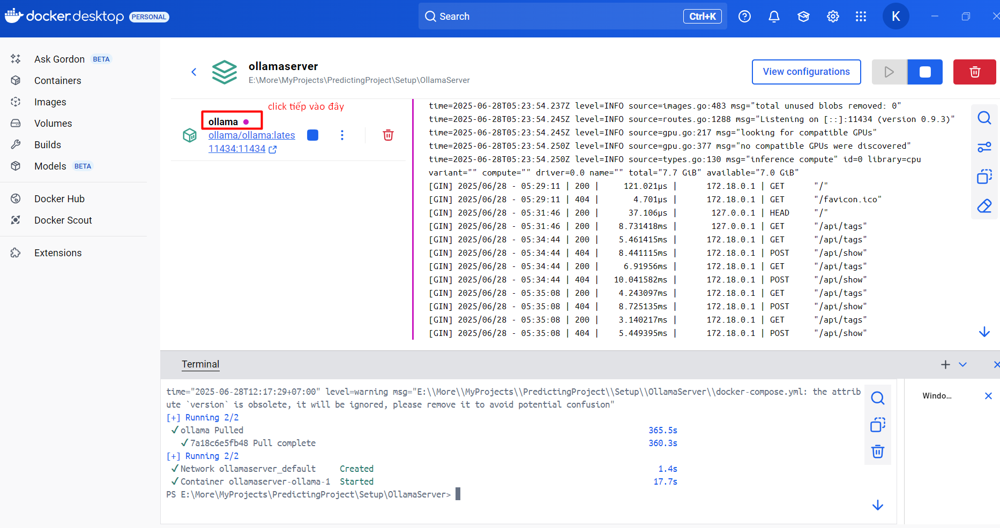 docker.desktop PERSONAL
Search
Ctrl+K
K
Ask Gordon BETA
Containers
Images
Volumes
Builds
Models BETA
Docker Hub
Docker Scout
Extensions
ollamaserver
E:\More\MyProjects\PredictingProject\Setup\OllamaServer
View configurations
click tiếp vào đây
ollama
ollama/ollama:lates
11434:11434
time=2025-06-28T05:23:54.237Z level=INFO source=images.go:483 msg="total unused blobs removed: 0"
time=2025-06-28T05:23:54.245Z level=INFO source=routes.go:1288 msg="Listening on [::]:11434 (version 0.9.3)"
time=2025-06-28T05:23:54.245Z level=INFO source=gpu.go:217 msg="looking for compatible GPUs"
time=2025-06-28T05:23:54.250Z level=INFO source=gpu.go:377 msg="no compatible GPUs were discovered"
time=2025-06-28T05:23:54.250Z level=INFO source=types.go:130 msg="inference compute" id=0 library=cpu
variant="" compute="" driver=0.0 name="" total="7.7 GiB" available="7.0 GiB"
[GIN] 2025/06/28 - 05:29:11 | 200 | 121.021µs | 172.18.0.1 | GET "/"
[GIN] 2025/06/28 - 05:29:11 | 404 | 4.701µs | 172.18.0.1 | GET "/favicon.ico"
[GIN] 2025/06/28 - 05:31:46 | 200 | 37.106µs | 127.0.0.1 | HEAD "/"
[GIN] 2025/06/28 - 05:31:46 | 200 | 8.731418ms | 127.0.0.1 | GET "/api/tags"
[GIN] 2025/06/28 - 05:34:44 | 200 | 5.461415ms | 172.18.0.1 | GET "/api/tags"
[GIN] 2025/06/28 - 05:34:44 | 404 | 8.441115ms | 172.18.0.1 | POST "/api/show"
[GIN] 2025/06/28 - 05:34:44 | 200 | 6.91956ms | 172.18.0.1 | GET "/api/tags"
[GIN] 2025/06/28 - 05:34:44 | 404 | 10.041582ms | 172.18.0.1 | POST "/api/show"
[GIN] 2025/06/28 - 05:35:08 | 200 | 4.243097ms | 172.18.0.1 | GET "/api/tags"
[GIN] 2025/06/28 - 05:35:08 | 404 | 8.725135ms | 172.18.0.1 | POST "/api/show"
[GIN] 2025/06/28 - 05:35:08 | 200 | 3.140217ms | 172.18.0.1 | GET "/api/tags"
[GIN] 2025/06/28 - 05:35:08 | 404 | 5.449395ms | 172.18.0.1 | POST "/api/show"
Terminal
time="2025-06-28T12:17:29+07:00" level=warning msg="E:\\More\\MyProjects\\PredictingProject\\Setup\\OllamaServer\\docker-compose.yml: the attrib
ute `version` is obsolete, it will be ignored, please remove it to avoid potential confusion"
[+] Running 2/2
✓ollama Pulled 365.5s
✓7a18c6e5fb48 Pull complete 360.3s
[+] Running 2/2
✓Network ollamaserver_default Created 1.4s
✓Container ollamaserver-ollama-1 Started 17.7s
PS E:\More\MyProjects\PredictingProject\Setup\OllamaServer>
Windo...